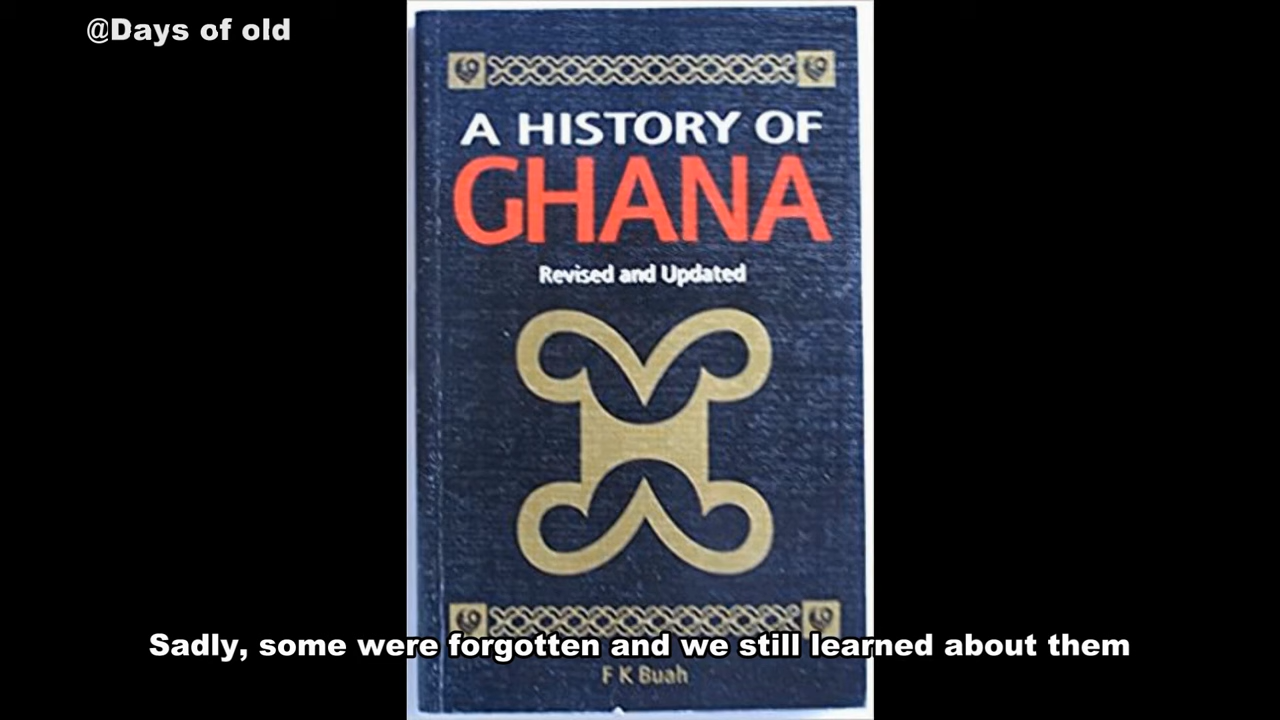 @Days of old
A HISTORY OF
GHANA
Revised and Updated
Sadly, some were forgotten and we still learned about them
F K Buah